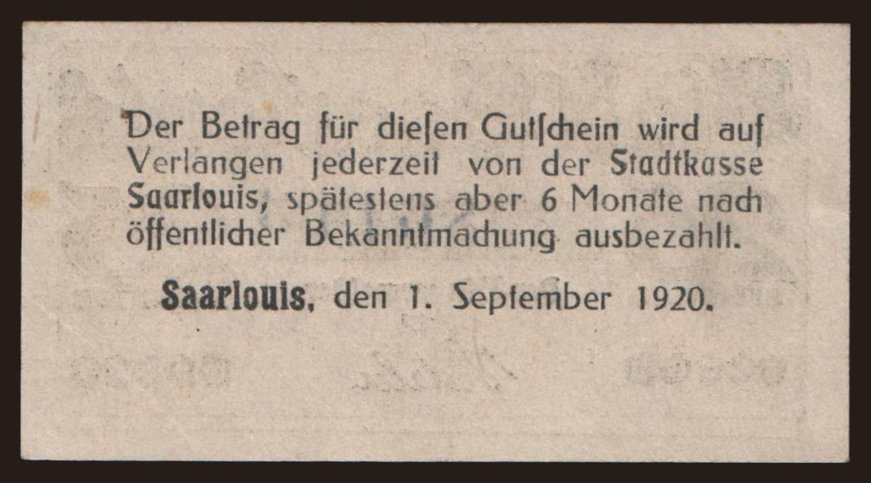 Der Betrag für dieſen Gutſchein wird auf
Verlangen jederzeit von der Stadtkasse
Saarlouis, spätestens aber 6 Monate nach
öffentlicher Bekanntmachung ausbezahlt.
Saarlouis, den 1. September 1920.